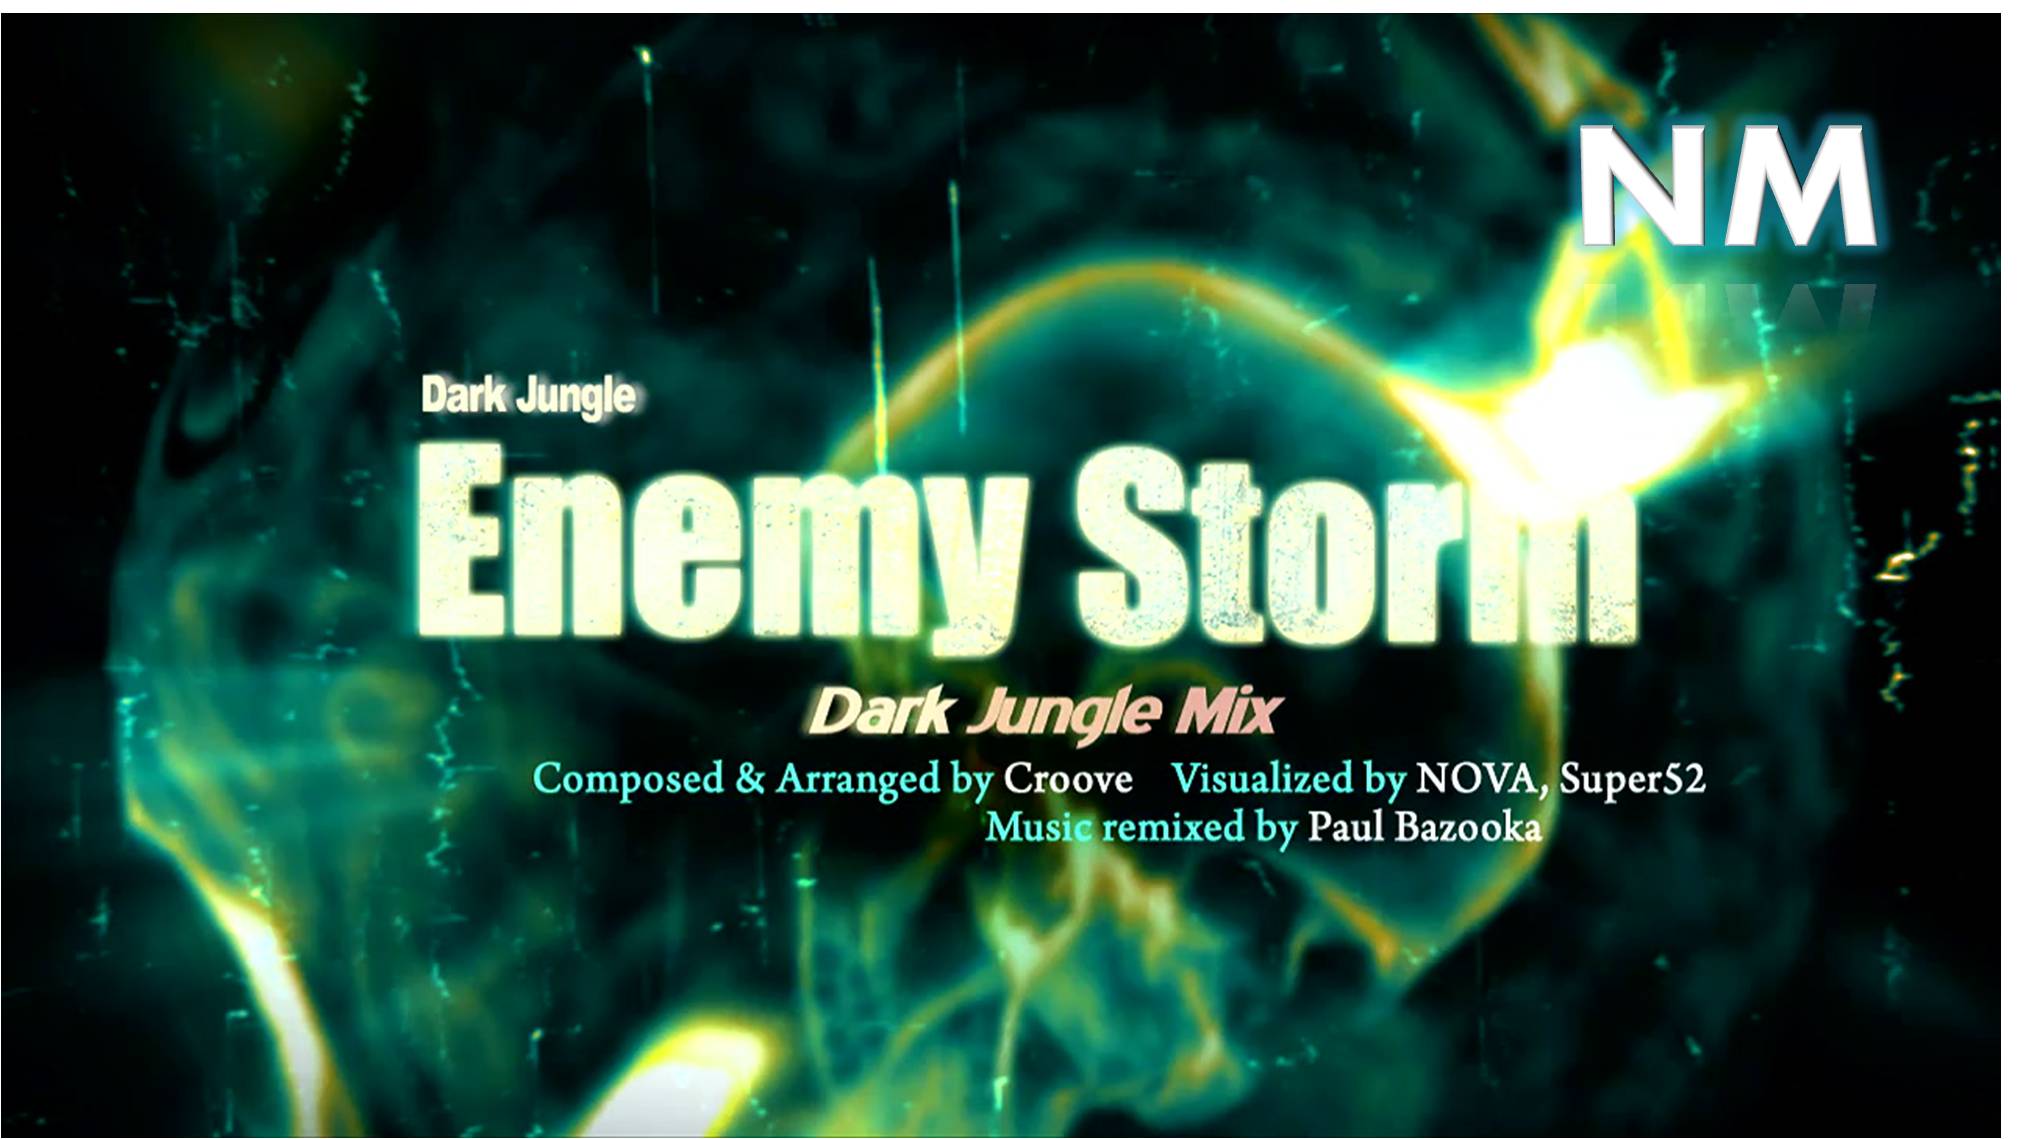 NM
Dark Jungle
Enemy Storm
Dark Jungle Mix
Composed & Arranged by Croove Visualized by NOVA, Super52
Music remixed by Paul Bazooka